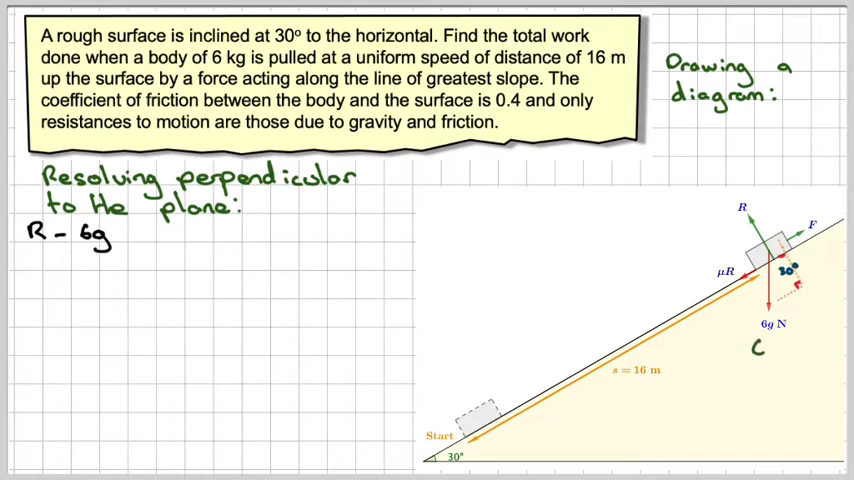 A rough surface is inclined at 30º to the horizontal. Find the total work
done when a body of 6 kg is pulled at a uniform speed of distance of 16 m
up the surface by a force acting along the line of greatest slope. The
coefficient of friction between the body and the surface is 0.4 and only
resistances to motion are those due to gravity and friction.
Drawing a
diagram:
Resolving perpendicular
to the plane:
R - 6g
R
F
μR
30°
6g N
C
s = 16 m
Start
30°